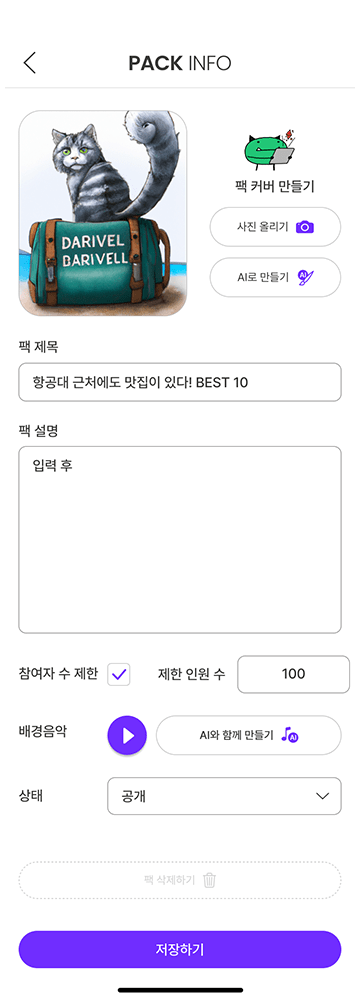 PACK INFO
DARIVEL
BARIVELL
팩 커버 만들기
사진 올리기
AI로 만들기
AI
팩 제목
항공대 근처에도 맛집이 있다! BEST 10
팩 설명
입력 후
참여자 수 제한
제한 인원 수
100
배경음악
AI와 함께 만들기
AI
상태
공개
팩 삭제하기
저장하기